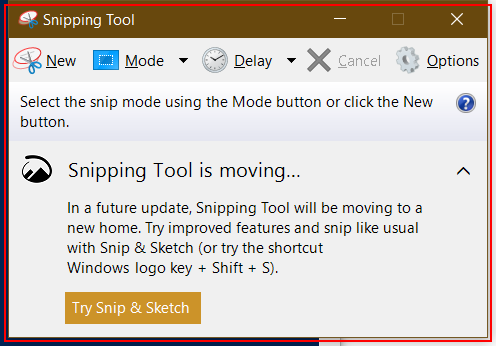 Snipping Tool
New Mode Delay Cancel Options
Select the snip mode using the Mode button or click the New
button.
Snipping Tool is moving...
In a future update, Snipping Tool will be moving to a
new home. Try improved features and snip like usual
with Snip & Sketch (or try the shortcut
Windows logo key + Shift + S).
Try Snip & Sketch